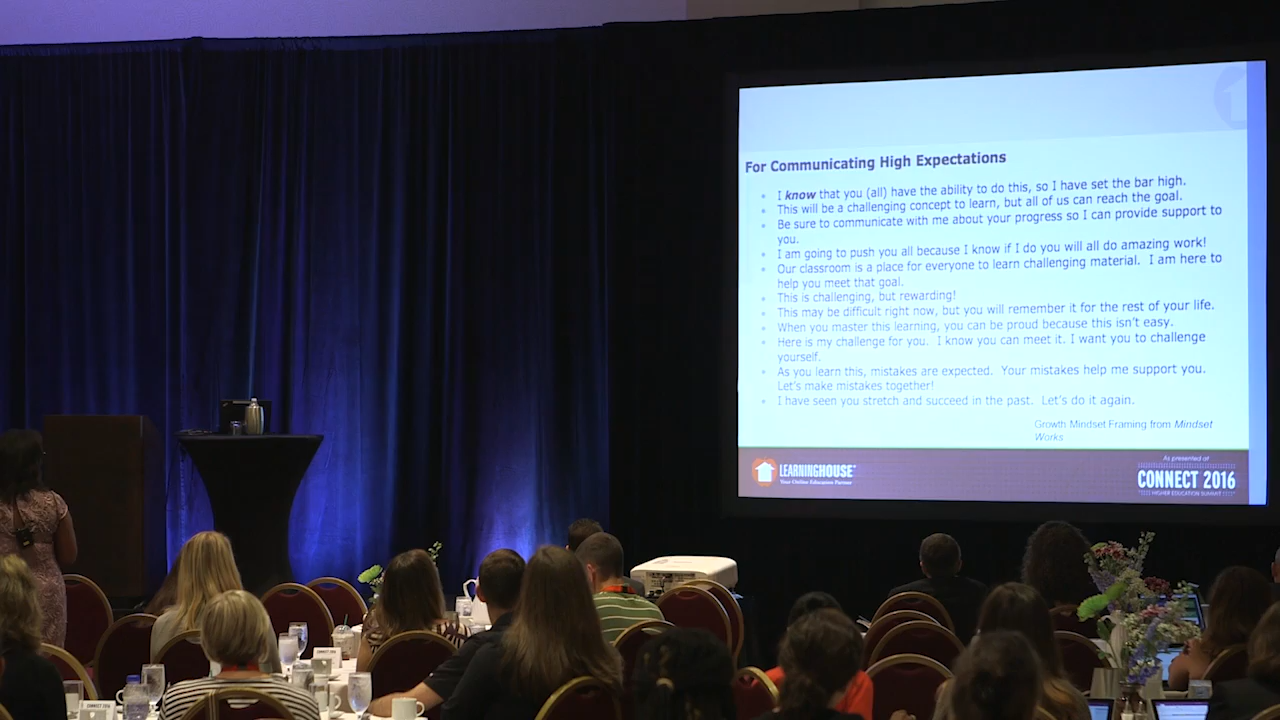 For Communicating High Expectations
I know that you (all) have the ability to do this, so I have set the bar high.
This will be a challenging concept to learn, but all of us can reach the goal.
Be sure to communicate with me about your progress so I can provide support to
you.
I am going to push you all because I know if I do you will all do amazing work!
Our classroom is a place for everyone to learn challenging material. I am here to
help you meet that goal.
This is challenging, but rewarding!
This may be difficult right now, but you will remember it for the rest of your life.
When you master this learning, you can be proud because this isn't easy.
Here is my challenge for you. I know you can meet it. I want you to challenge
yourself.
As you learn this, mistakes are expected. Your mistakes help me support you.
Let's make mistakes together!
I have seen you stretch and succeed in the past. Let's do it again.
Growth Mindset Framing from Mindset
Works
LEARNINGHOUSE
Your Online Education Partner
As presented at
CONNECT 2016
HIGHER EDUCATION SUMMIT
CONNECT 2016
CONNECT 2016